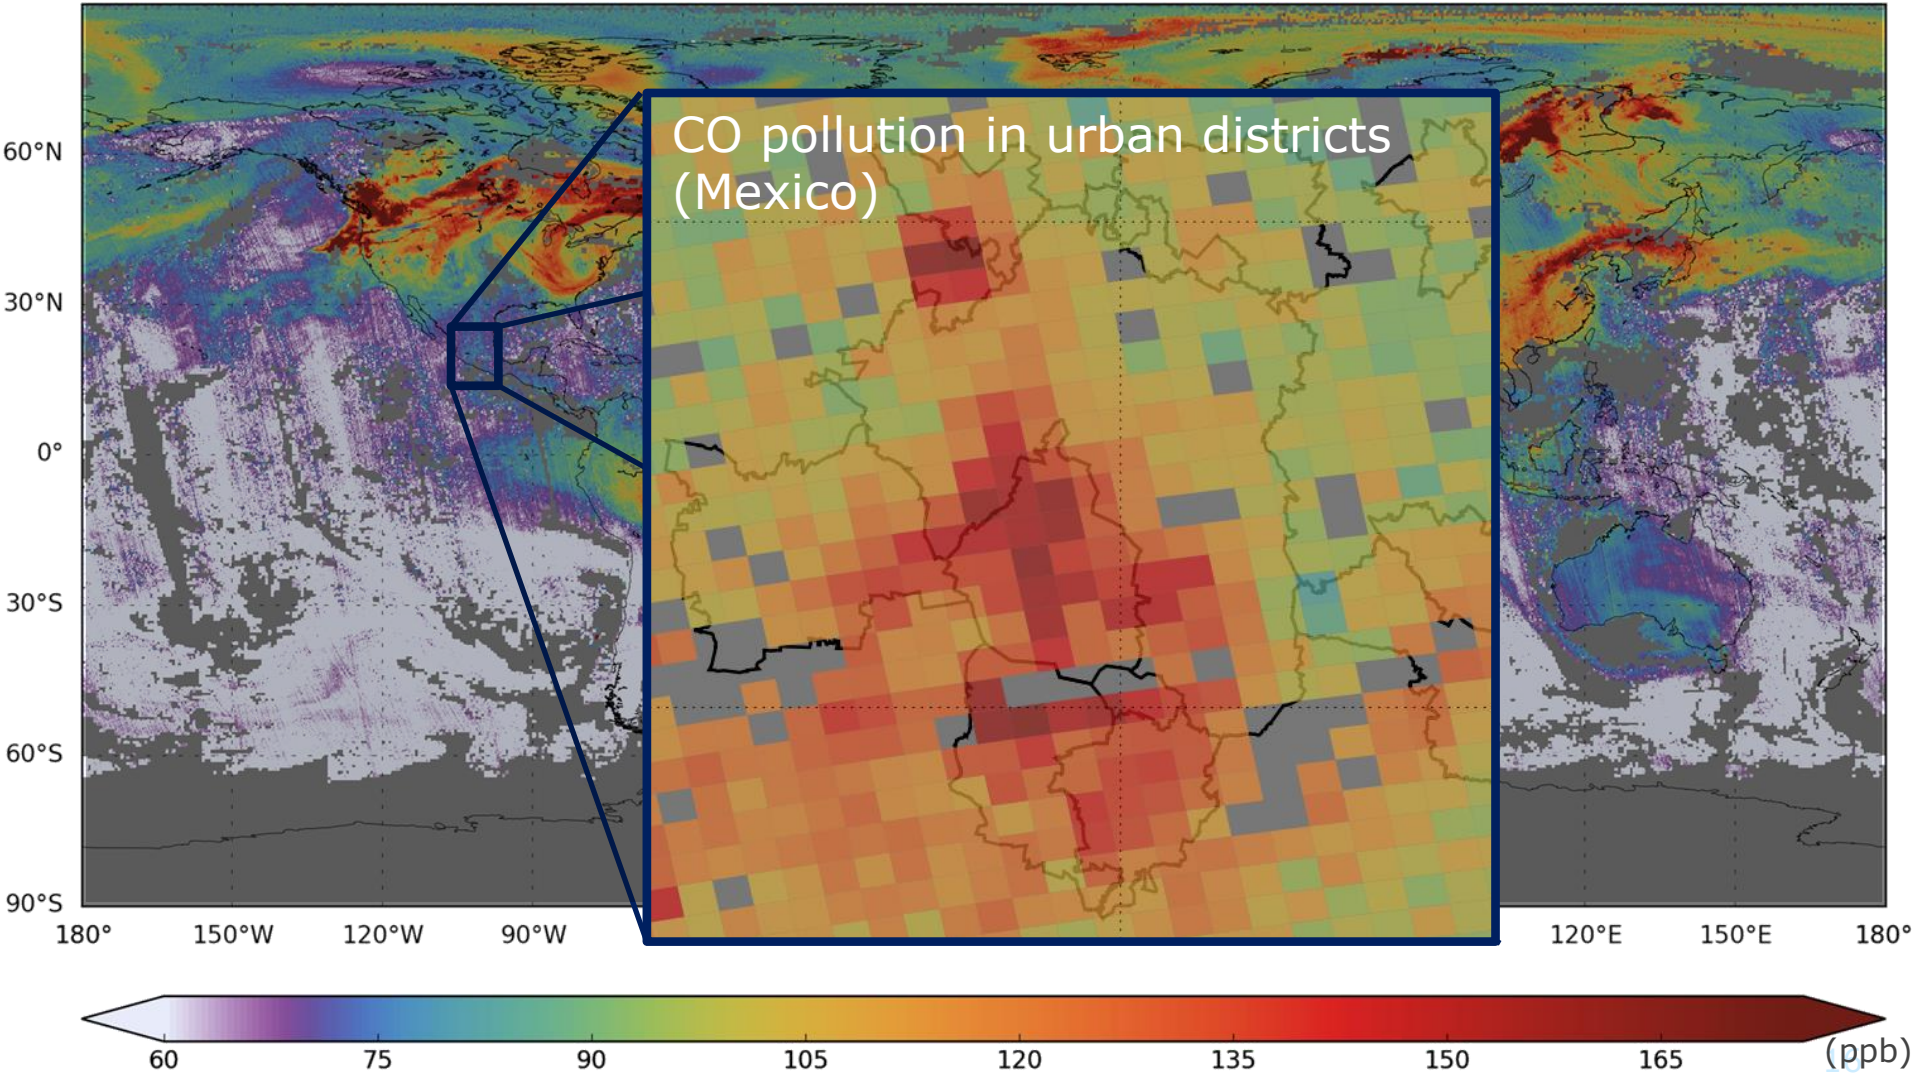 CO pollution in urban districts
(Mexico)
60°N
30°N
0°
30°S
60°S
90°S
180° 150°W 120°W 90°W 120°E 150°E 180°
60 75 90 105 120 135 150 165 (ppb)